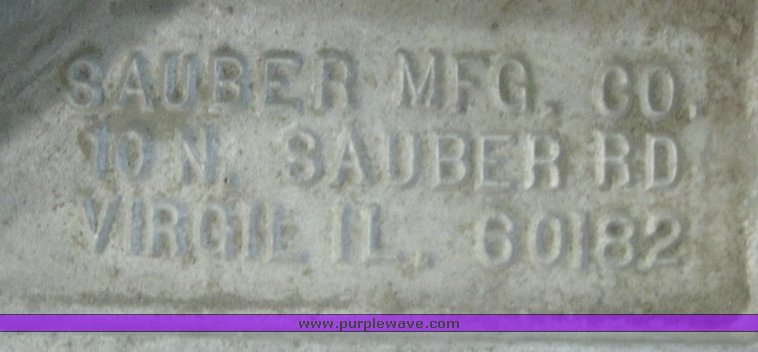 SAUBER MFG. CO.
10 N. SAUBER RD
VIRGIL IL. 60182
www.purplewave.com